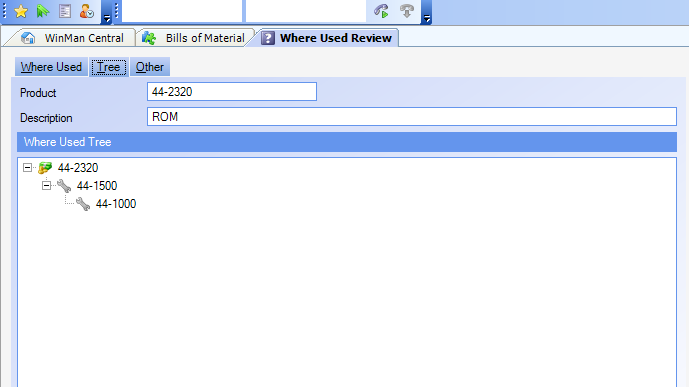 WinMan Central Bills of Material ? Where Used Review
Where Used Tree Other
Product 44-2320
Description ROM
Where Used Tree
44-2320
44-1500
44-1000